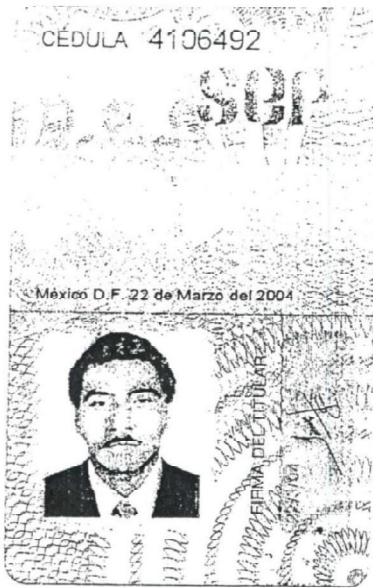 CÉDULA 4106492
SEP
México D.F. 22 de Marzo del 2004
FIRMA DEL TITULAR